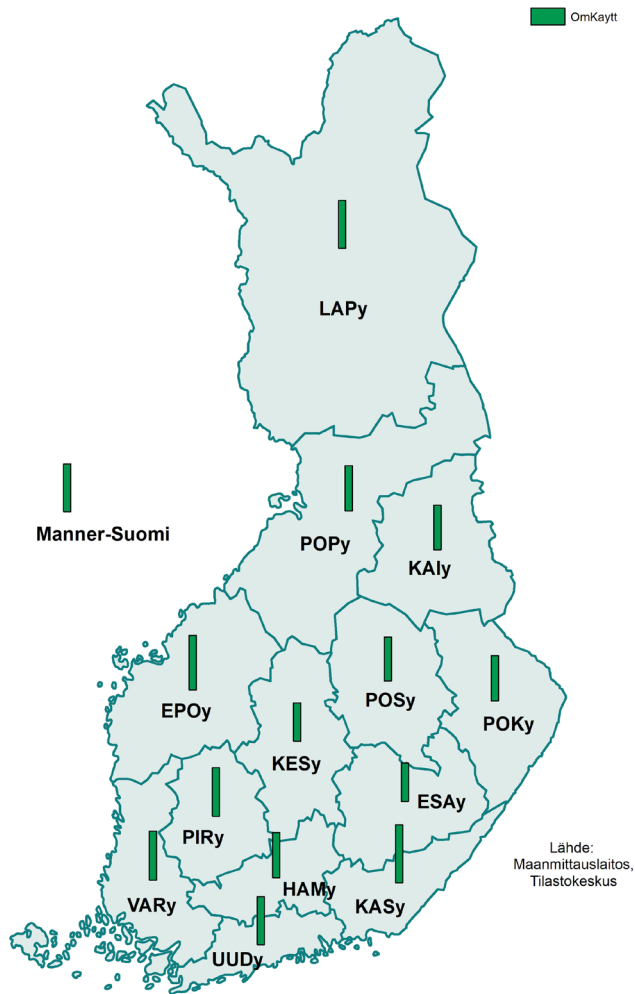 OmKaytt
LAPy
Manner-Suomi
POPy
KAIy
EPOy
POSy
POKy
KESy
ESAy
PIRy
HAMy
VARy
KASy
UUDy
Lähde:
Maanmittauslaitos,
Tilastokeskus